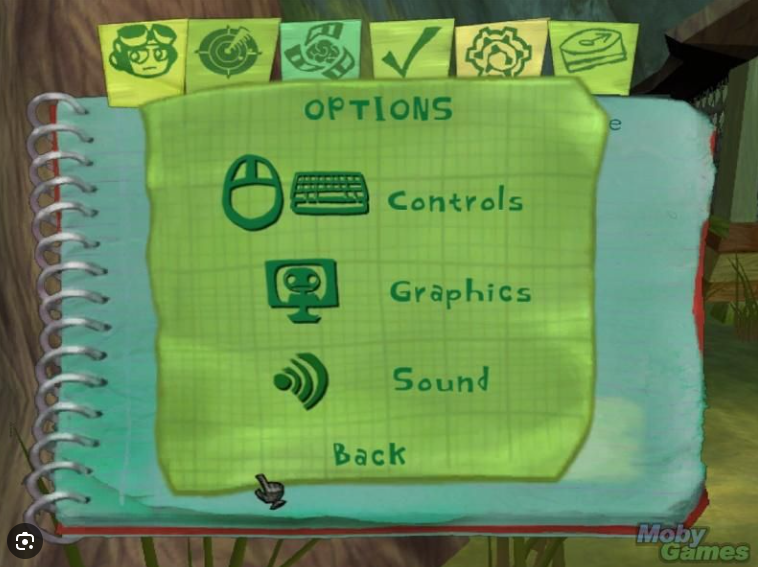 OPTIONS
e
Controls
Graphics
Sound
Back
Moby
Games